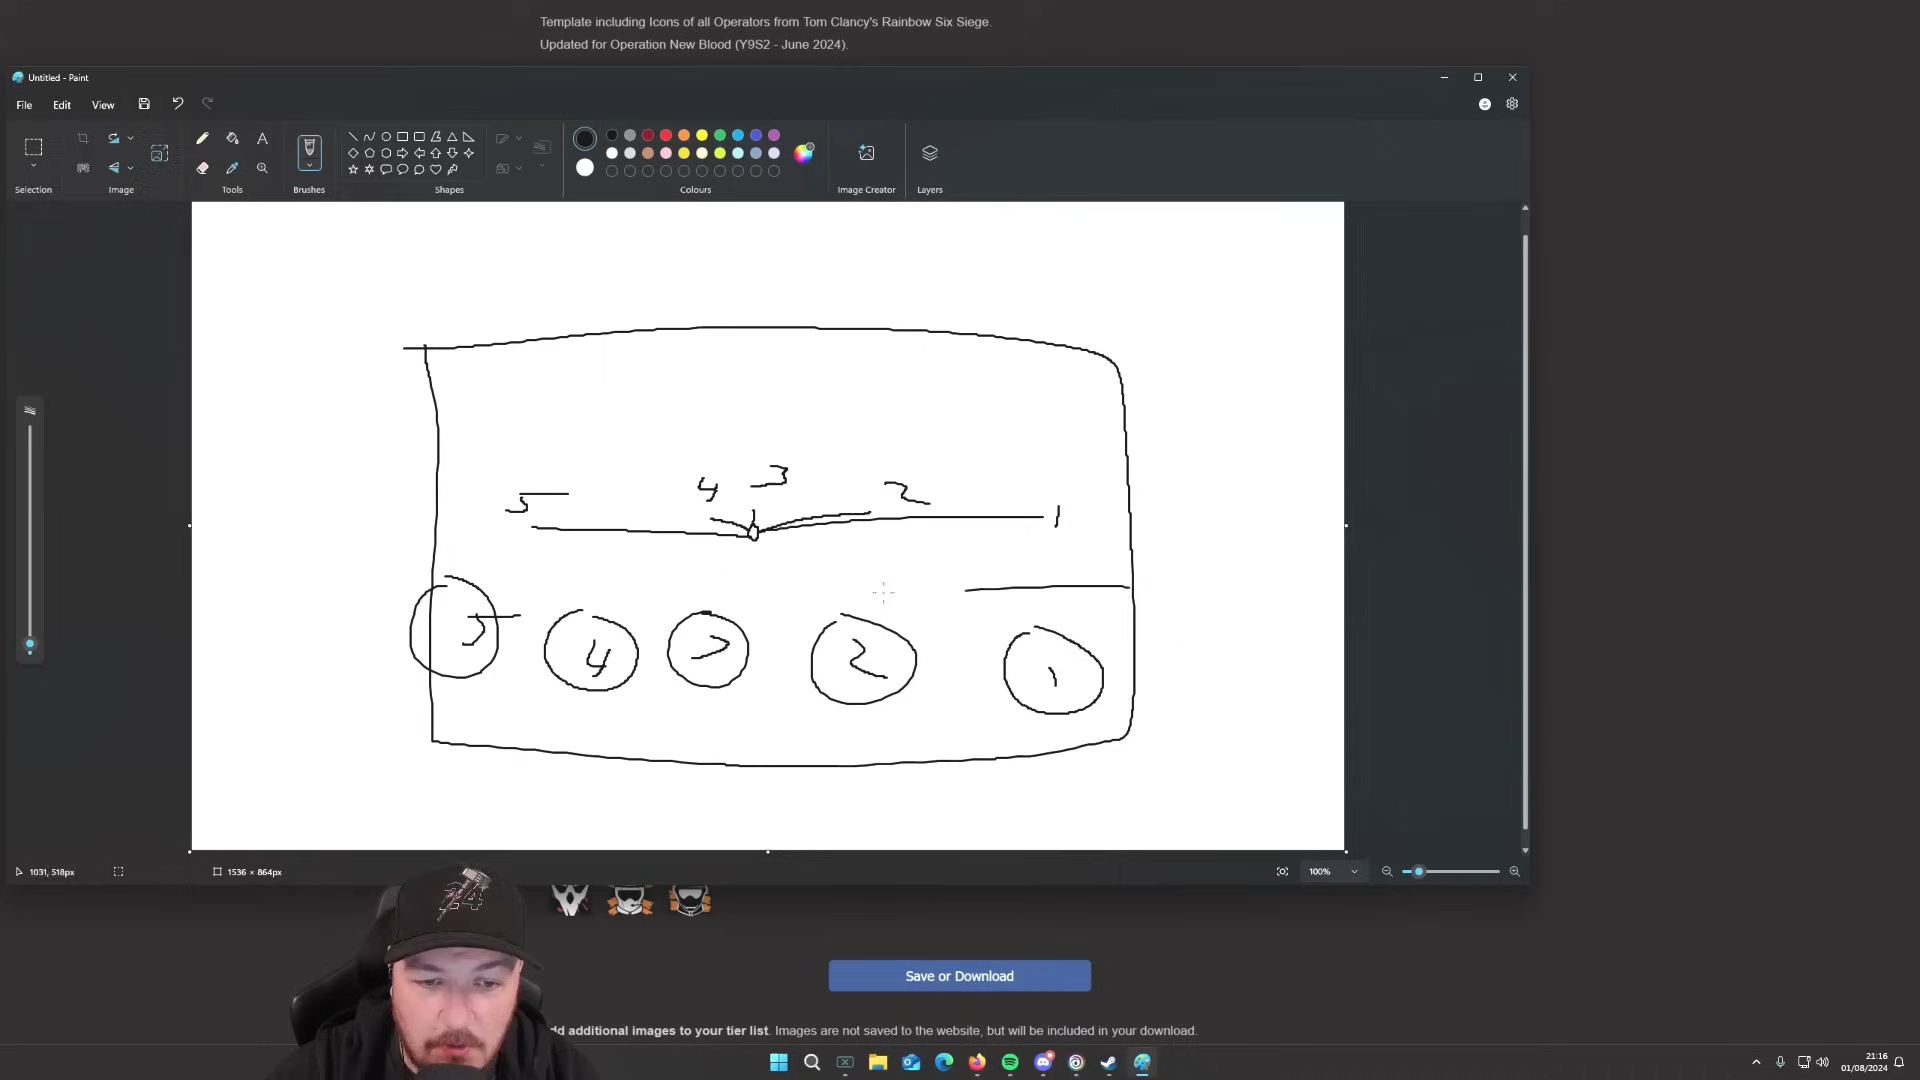 Template including Icons of all Operators from Tom Clancy's Rainbow Six Siege.
Updated for Operation New Blood (Y9S2 - June 2024).
Untitled - Paint
File Edit View
Selection Image Tools Brushes Shapes Colours Image Creator Layers
5 4 3 2 1
5 4 2 1
1031, 518px 1536 × 864px 100%
24
Save or Download
dd additional images to your tier list. Images are not saved to the website, but will be included in your download.
21:16
01/08/2024